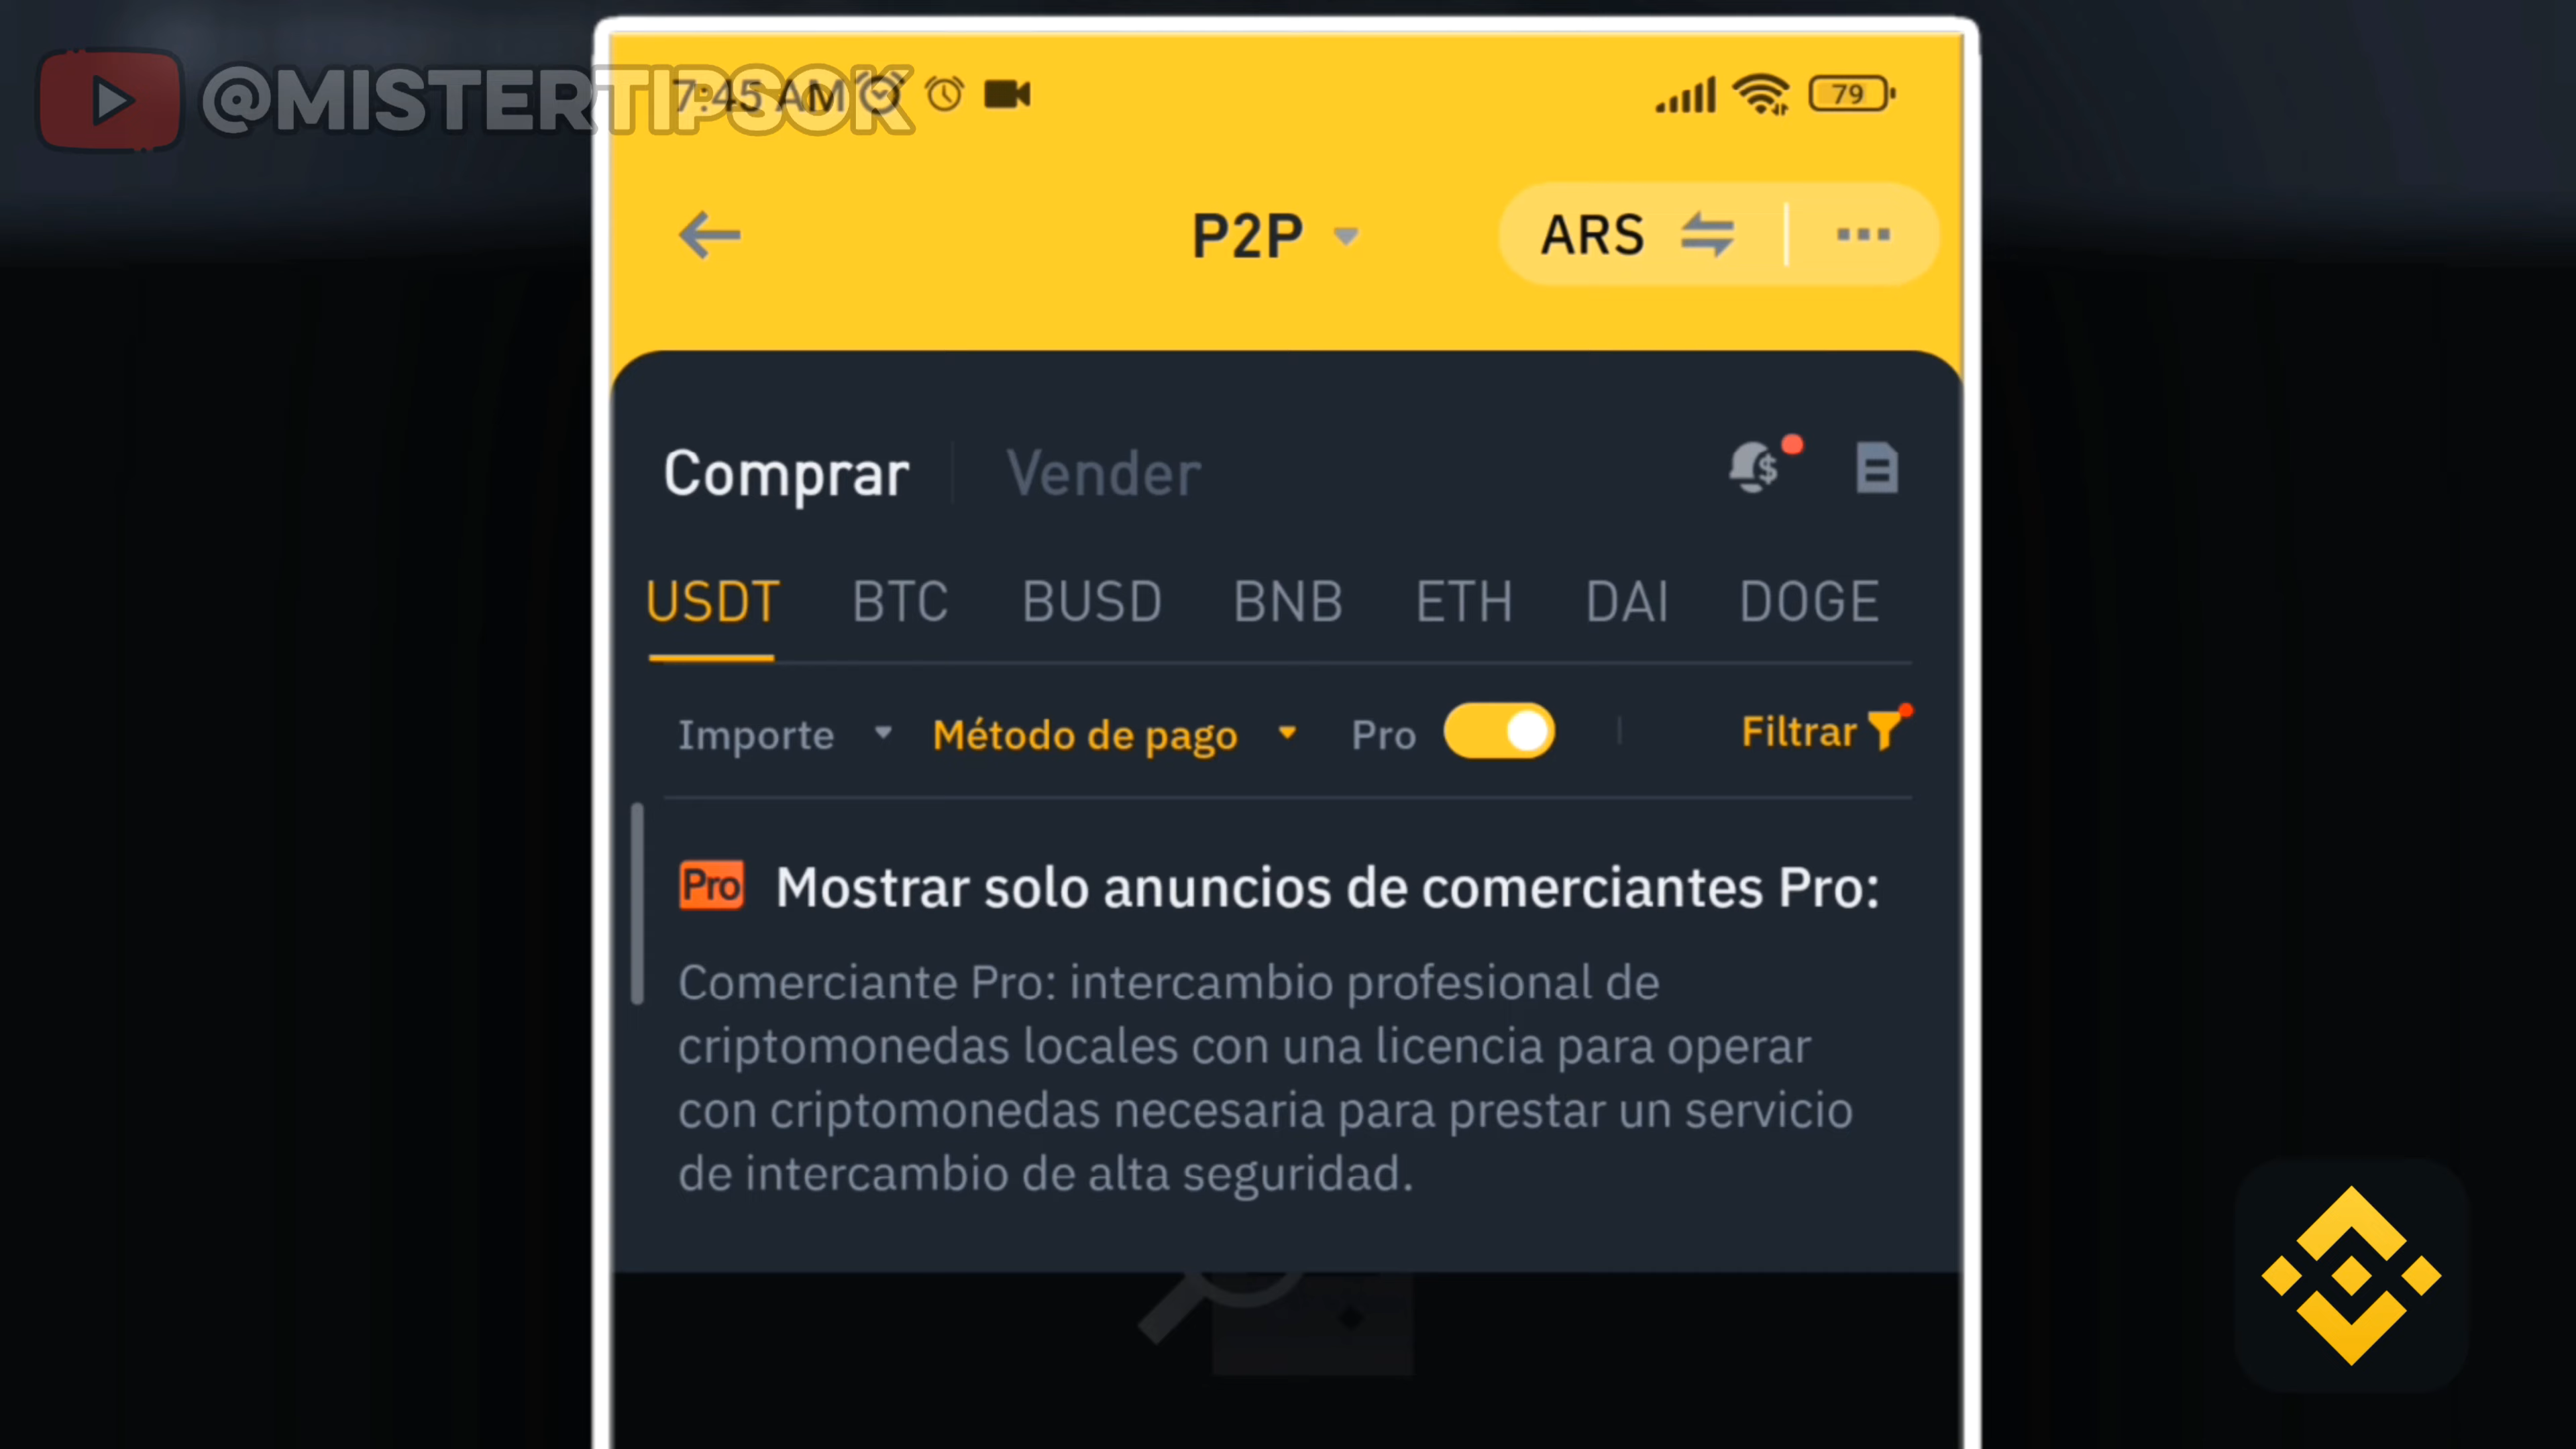 @MISTERTIPSOK
7:45 AM
79
P2P
ARS
Comprar
Vender
USDT BTC BUSD BNB ETH DAI DOGE
Importe Método de pago Pro Filtrar
Pro Mostrar solo anuncios de comerciantes Pro:
Comerciante Pro: intercambio profesional de
criptomonedas locales con una licencia para operar
con criptomonedas necesaria para prestar un servicio
de intercambio de alta seguridad.